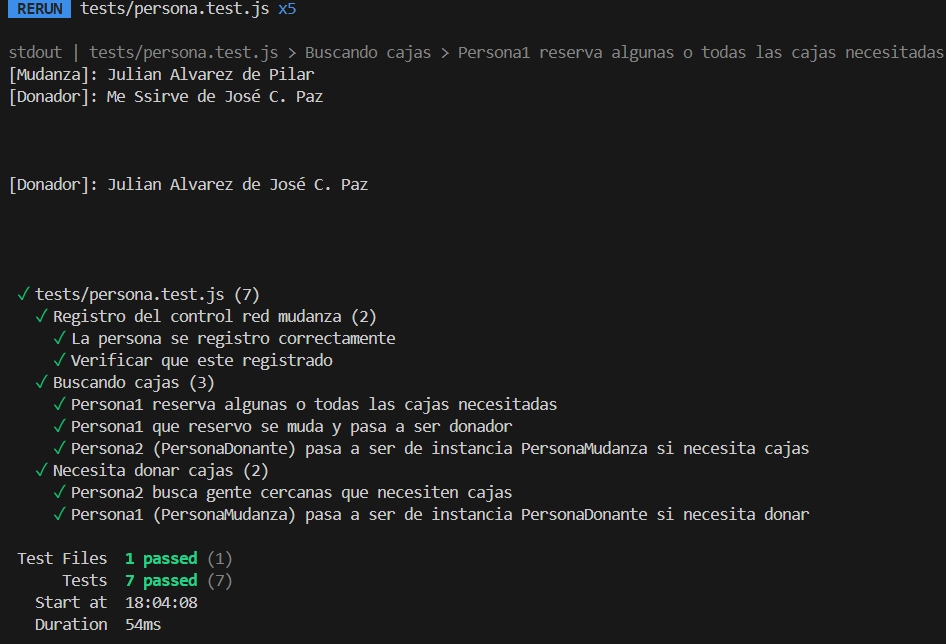 RERUN tests/persona.test.js x5
stdout | tests/persona.test.js > Buscando cajas > Persona1 reserva algunas o todas las cajas necesitadas
[Mudanza]: Julian Alvarez de Pilar
[Donador]: Me Ssirve de José C. Paz
[Donador]: Julian Alvarez de José C. Paz
✓ tests/persona.test.js (7)
✓ Registro del control red mudanza (2)
✓ La persona se registro correctamente
✓ Verificar que este registrado
✓ Buscando cajas (3)
✓ Persona1 reserva algunas o todas las cajas necesitadas
✓ Persona1 que reservo se muda y pasa a ser donador
✓ Persona2 (PersonaDonante) pasa a ser de instancia PersonaMudanza si necesita cajas
✓ Necesita donar cajas (2)
✓ Persona2 busca gente cercanas que necesiten cajas
✓ Persona1 (PersonaMudanza) pasa a ser de instancia PersonaDonante si necesita donar
Test Files 1 passed (1)
Tests 7 passed (7)
Start at 18:04:08
Duration 54ms